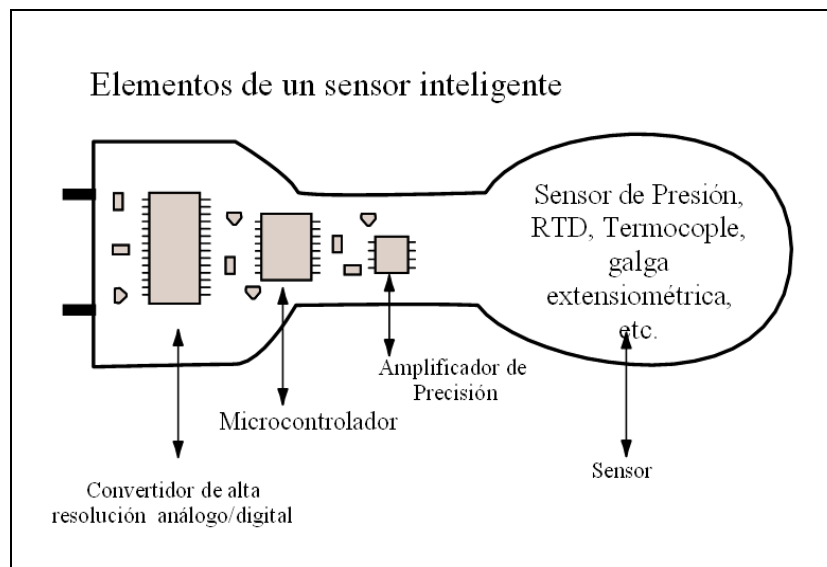 Elementos de un sensor inteligente
Sensor de Presión,
RTD, Termocople,
galga
extensiométrica,
etc.
Amplificador de
Precisión
Microcontrolador
Sensor
Convertidor de alta
resolución análogo/digital